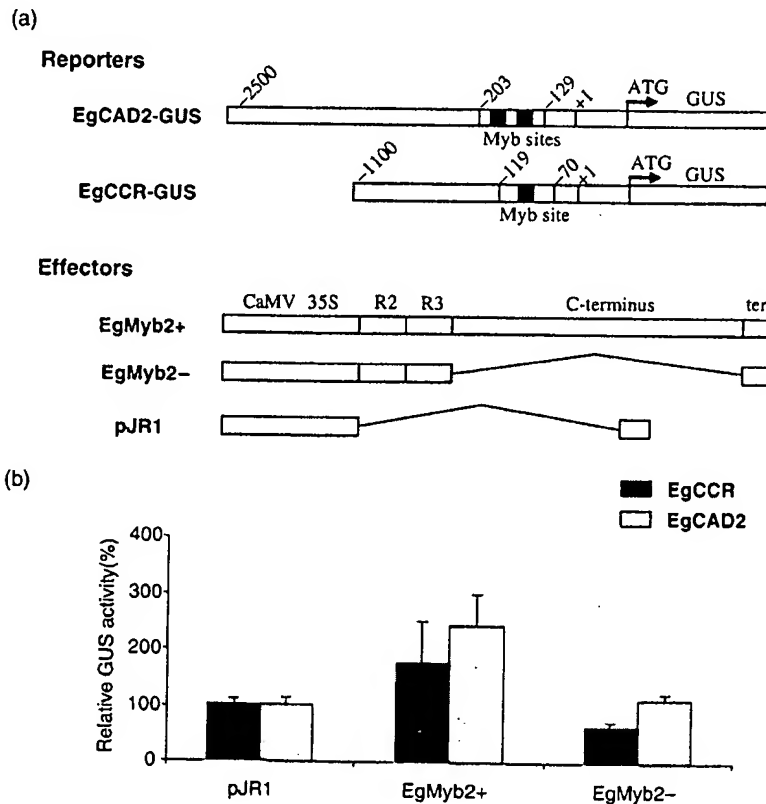 (a)
Reporters
-2500
-203
-129
+1
ATG
GUS
EgCAD2-GUS
Myb sites
-1100
-119
-70
+1
ATG
GUS
EgCCR-GUS
Myb site
Effectors
CaMV 35S R2 R3 C-terminus ter
EgMyb2+
EgMyb2–
pJR1
(b)
EgCCR
EgCAD2
Relative GUS activity(%)
400
300
200
100
0
pJR1 EgMyb2+ EgMyb2–